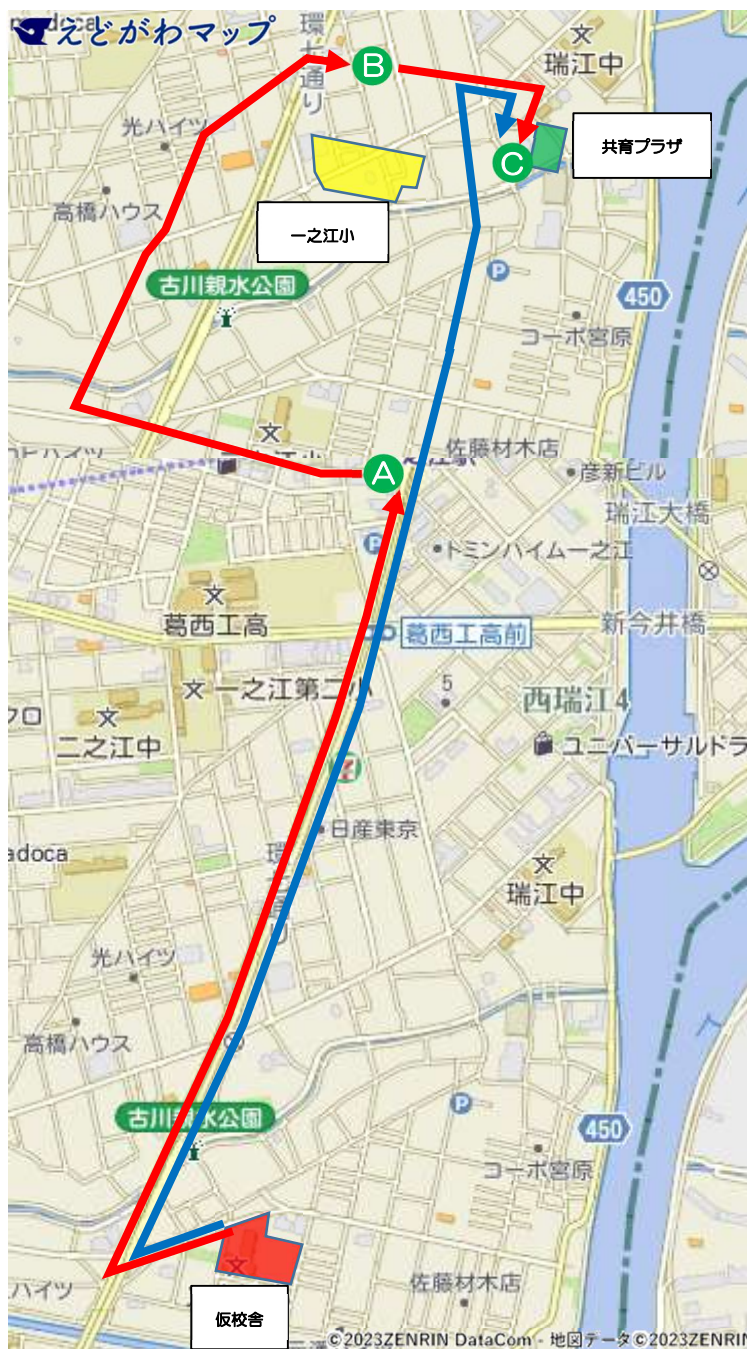 えどがわマップ
環七通り
B
瑞江中
光ハイツ
共育プラザ
C
高橋ハウス
一之江小
古川親水公園
P
450
コーポ宮原
佐藤材木店
A
彦新ビル
瑞江大橋
P
トミンハイム一之江
葛西工高
葛西工高前
新今井橋
一之江第二小
5
西瑞江4
クロ
二之江中
ユニバーサルドラ
日産東京
adoca
瑞江中
光ハイツ
高橋ハウス
古川親水公園
P
450
コーポ宮原
ハイツ
佐藤材木店
仮校舎
©2023ZENRIN DataCom - 地図データ©2023ZENRIN